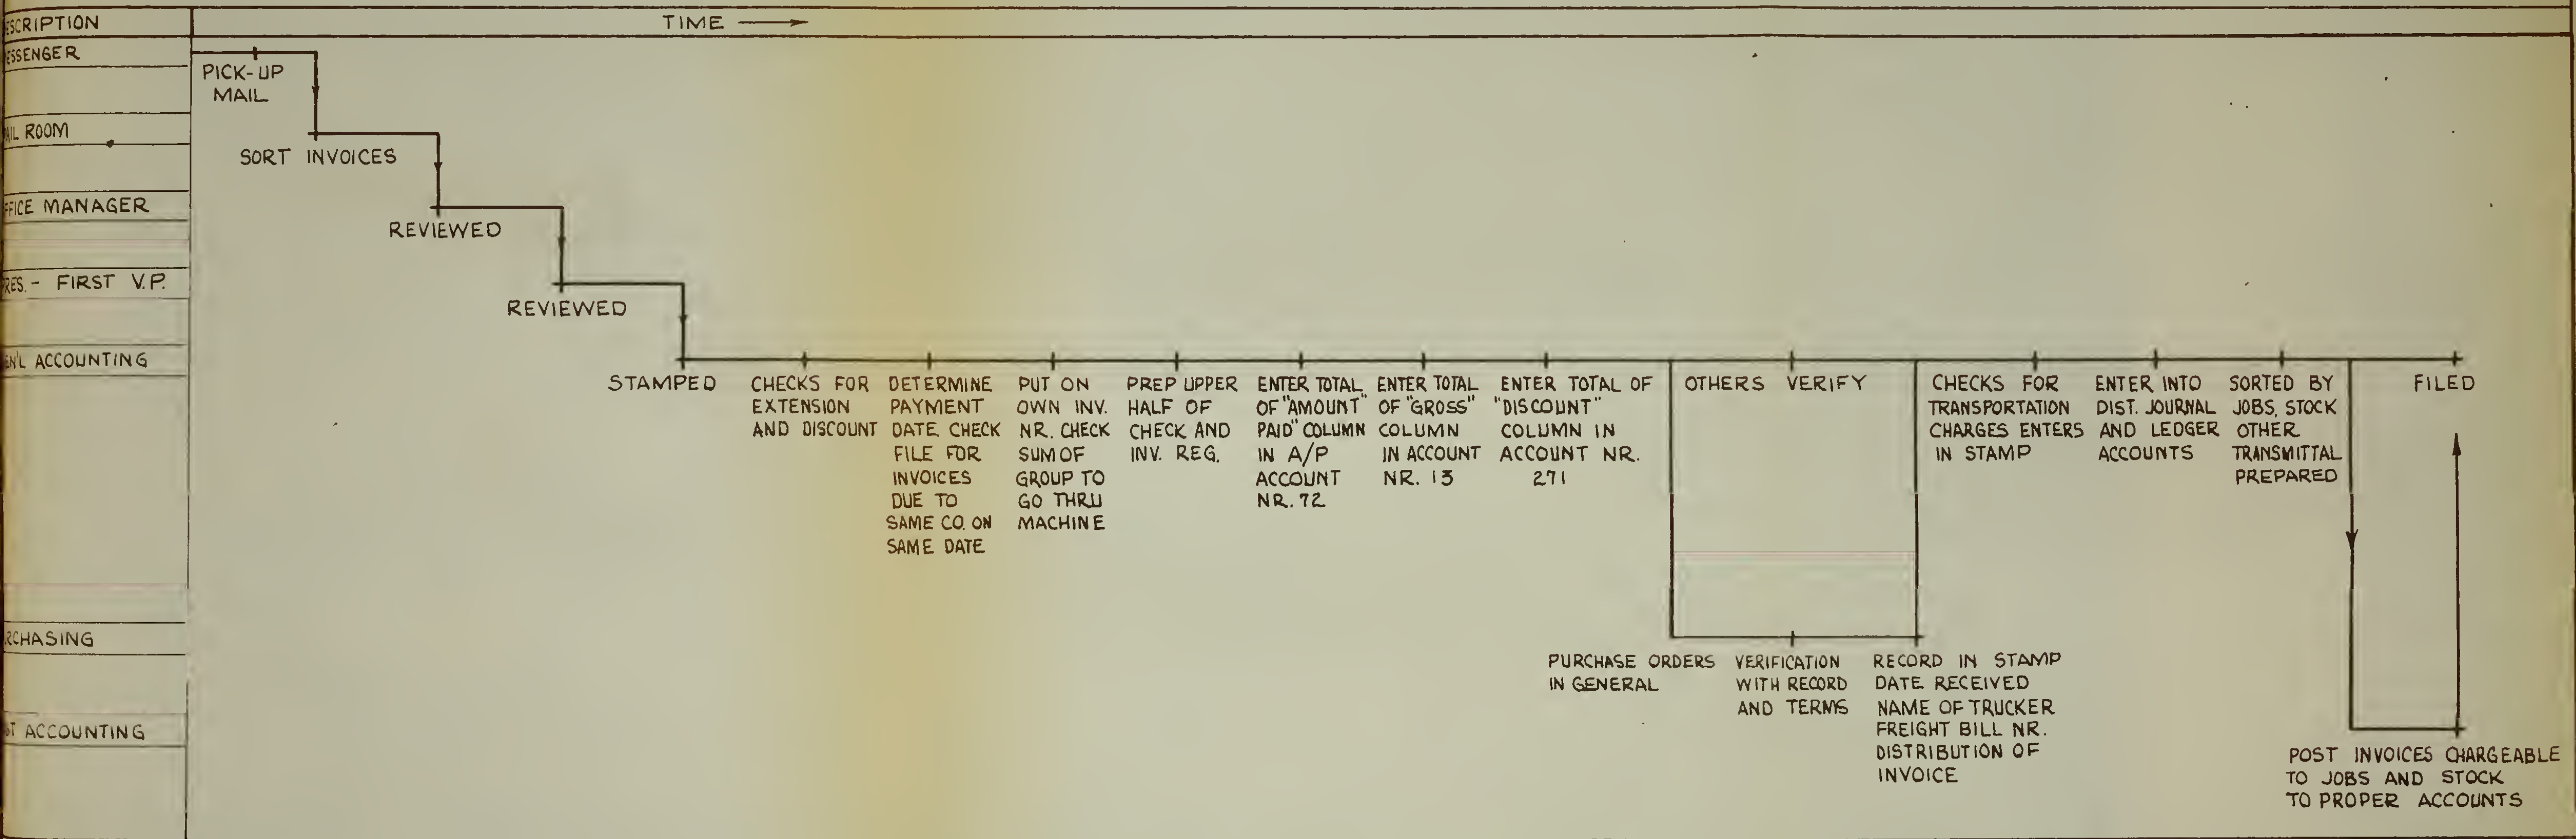 ESCRIPTION
TIME
ESSENGER
PICK-UP
MAIL
AIL ROOM
SORT INVOICES
FFICE MANAGER
REVIEWED
RES. - FIRST V.P.
REVIEWED
EN'L ACCOUNTING
STAMPED
CHECKS FOR
EXTENSION
AND DISCOUNT
DETERMINE
PAYMENT
DATE CHECK
FILE FOR
INVOICES
DUE TO
SAME CO. ON
SAME DATE
PUT ON
OWN INV.
NR. CHECK
SUM OF
GROUP TO
GO THRU
MACHINE
PREP UPPER
HALF OF
CHECK AND
INV. REG.
ENTER TOTAL
OF "AMOUNT
PAID" COLUMN
IN A/P
ACCOUNT
NR. 72
ENTER TOTAL
OF "GROSS"
COLUMN
IN ACCOUNT
NR. 13
ENTER TOTAL OF
"DISCOUNT"
COLUMN IN
ACCOUNT NR.
271
OTHERS VERIFY
CHECKS FOR
TRANSPORTATION
CHARGES ENTERS
IN STAMP
ENTER INTO
DIST. JOURNAL
AND LEDGER
ACCOUNTS
SORTED BY
JOBS, STOCK
OTHER
TRANSMITTAL
PREPARED
FILED
RCHASING
PURCHASE ORDERS
IN GENERAL
VERIFICATION
WITH RECORD
AND TERMS
RECORD IN STAMP
DATE RECEIVED
NAME OF TRUCKER
FREIGHT BILL NR.
DISTRIBUTION OF
INVOICE
ST ACCOUNTING
POST INVOICES CHARGEABLE
TO JOBS AND STOCK
TO PROPER ACCOUNTS